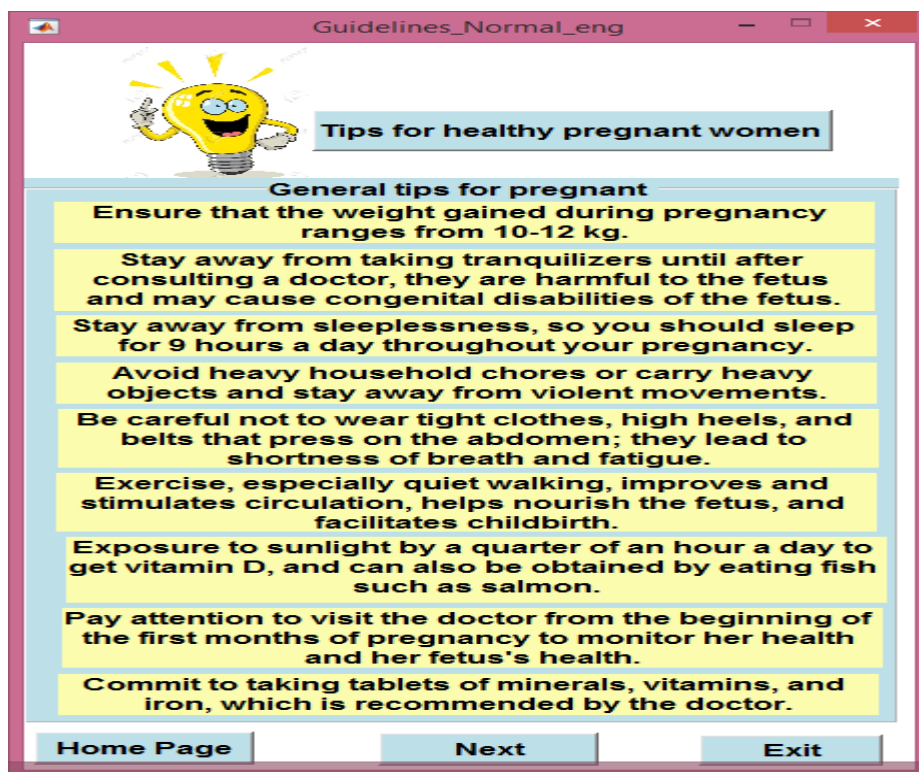 Guidelines_Normal_eng
Tips for healthy pregnant women
General tips for pregnant
Ensure that the weight gained during pregnancy
ranges from 10-12 kg.
Stay away from taking tranquilizers until after
consulting a doctor, they are harmful to the fetus
and may cause congenital disabilities of the fetus.
Stay away from sleeplessness, so you should sleep
for 9 hours a day throughout your pregnancy.
Avoid heavy household chores or carry heavy
objects and stay away from violent movements.
Be careful not to wear tight clothes, high heels, and
belts that press on the abdomen; they lead to
shortness of breath and fatigue.
Exercise, especially quiet walking, improves and
stimulates circulation, helps nourish the fetus, and
facilitates childbirth.
Exposure to sunlight by a quarter of an hour a day to
get vitamin D, and can also be obtained by eating fish
such as salmon.
Pay attention to visit the doctor from the beginning of
the first months of pregnancy to monitor her health
and her fetus's health.
Commit to taking tablets of minerals, vitamins, and
iron, which is recommended by the doctor.
Home Page
Next
Exit